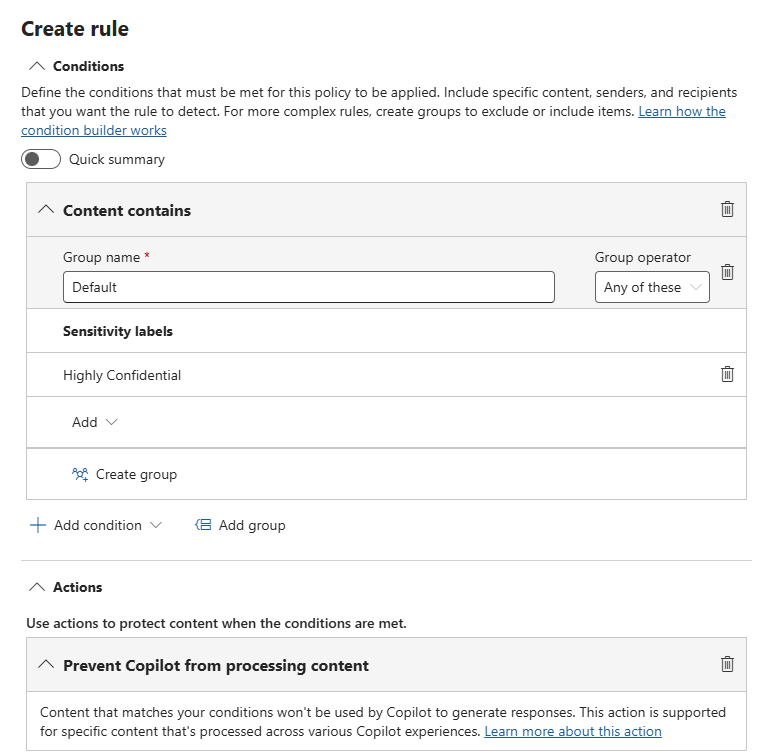 Create rule
Conditions
Define the conditions that must be met for this policy to be applied. Include specific content, senders, and recipients
that you want the rule to detect. For more complex rules, create groups to exclude or include items. Learn how the
condition builder works
Quick summary
Content contains
Group name *
Group operator
Default
Any of these
Sensitivity labels
Highly Confidential
Add
Create group
Add condition
Add group
Actions
Use actions to protect content when the conditions are met.
Prevent Copilot from processing content
Content that matches your conditions won't be used by Copilot to generate responses. This action is supported
for specific content that's processed across various Copilot experiences. Learn more about this action